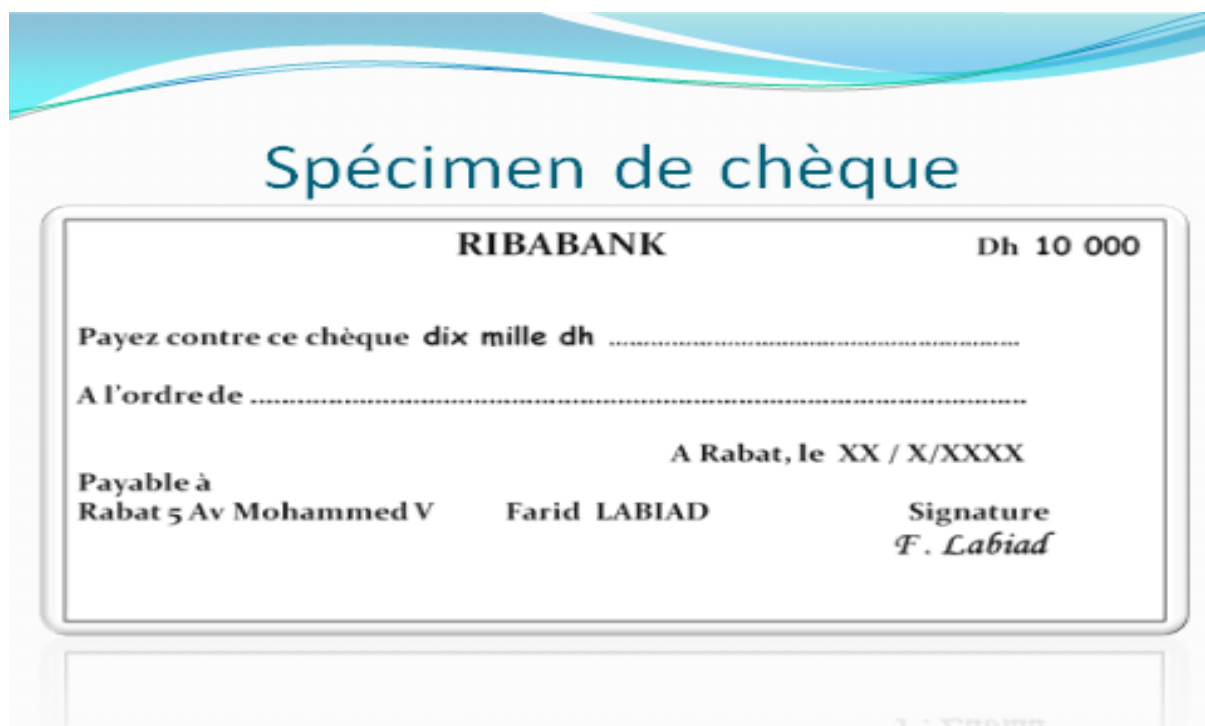 Spécimen de chèque
RIBABANK Dh 10 000
Payez contre ce chèque dix mille dh ........................................................
A l'ordre de ........................................................................................
A Rabat, le XX / X/XXXX
Payable à
Rabat 5 Av Mohammed V Farid LABIAD Signature
F. Labiad